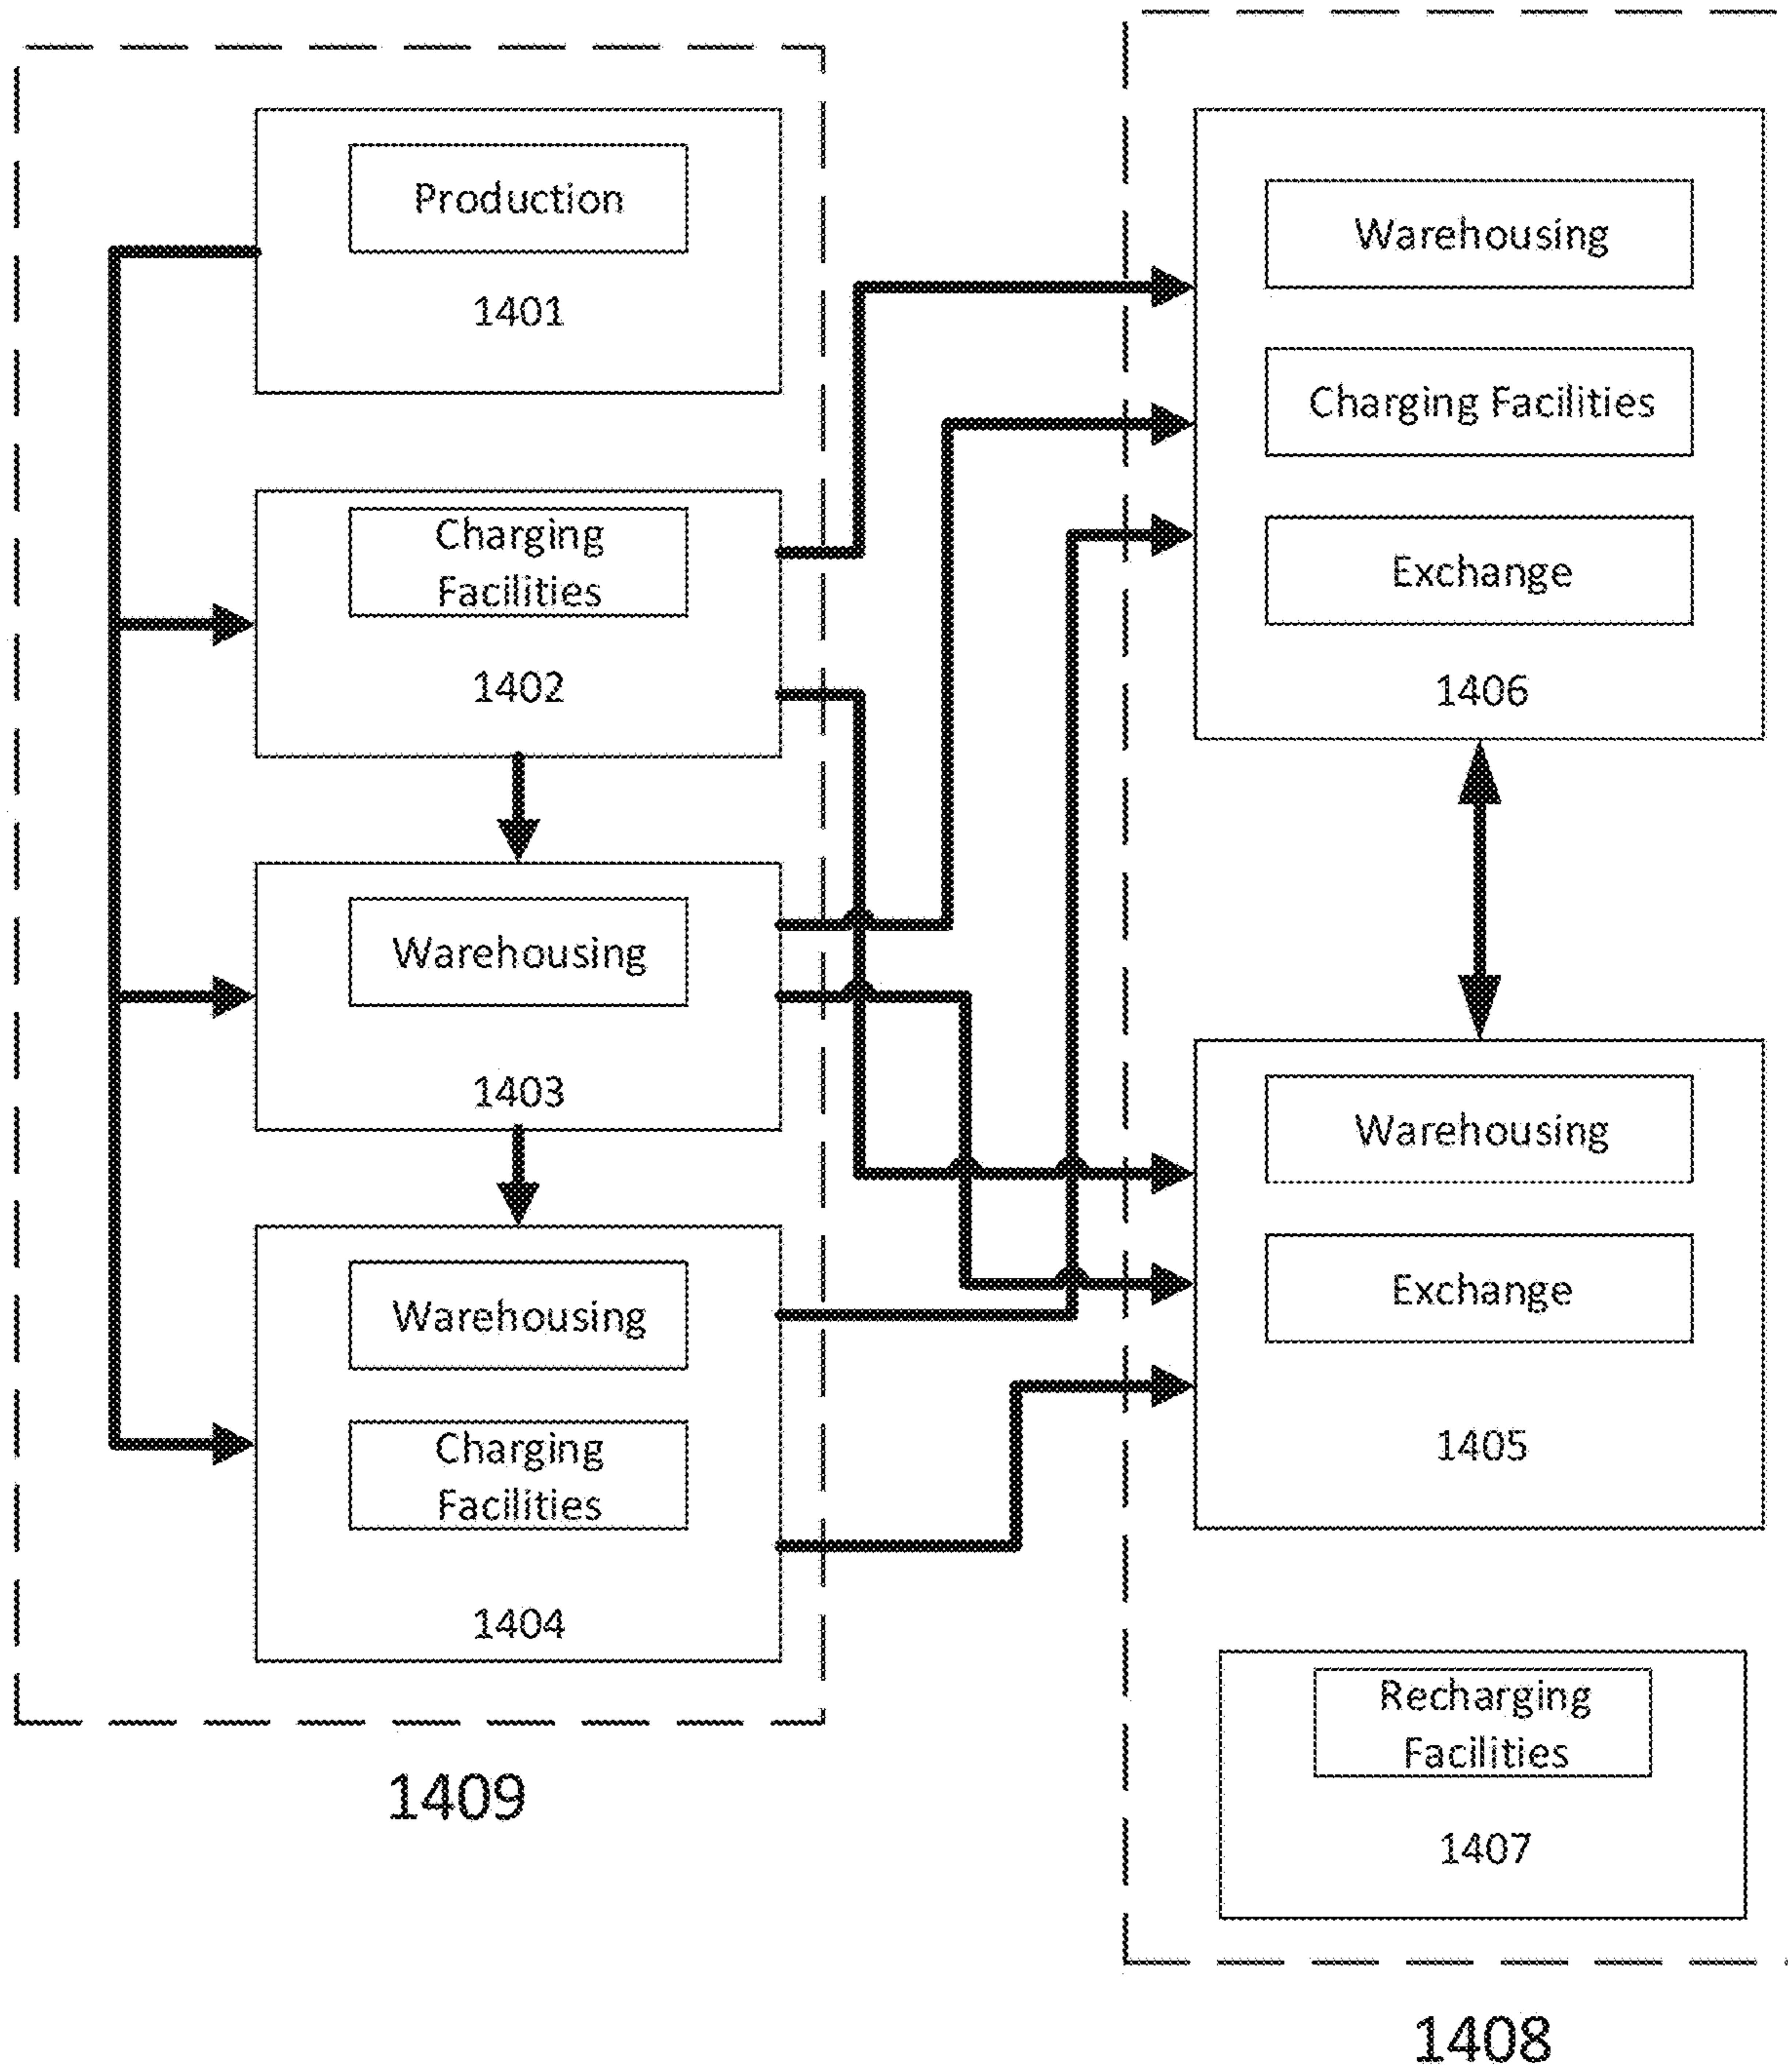 Production
1401
Charging
Facilities
1402
Warehousing
1403
Warehousing
Charging
Facilities
1404
1409
Warehousing
Charging Facilities
Exchange
1406
Warehousing
Exchange
1405
Recharging
Facilities
1407
1408